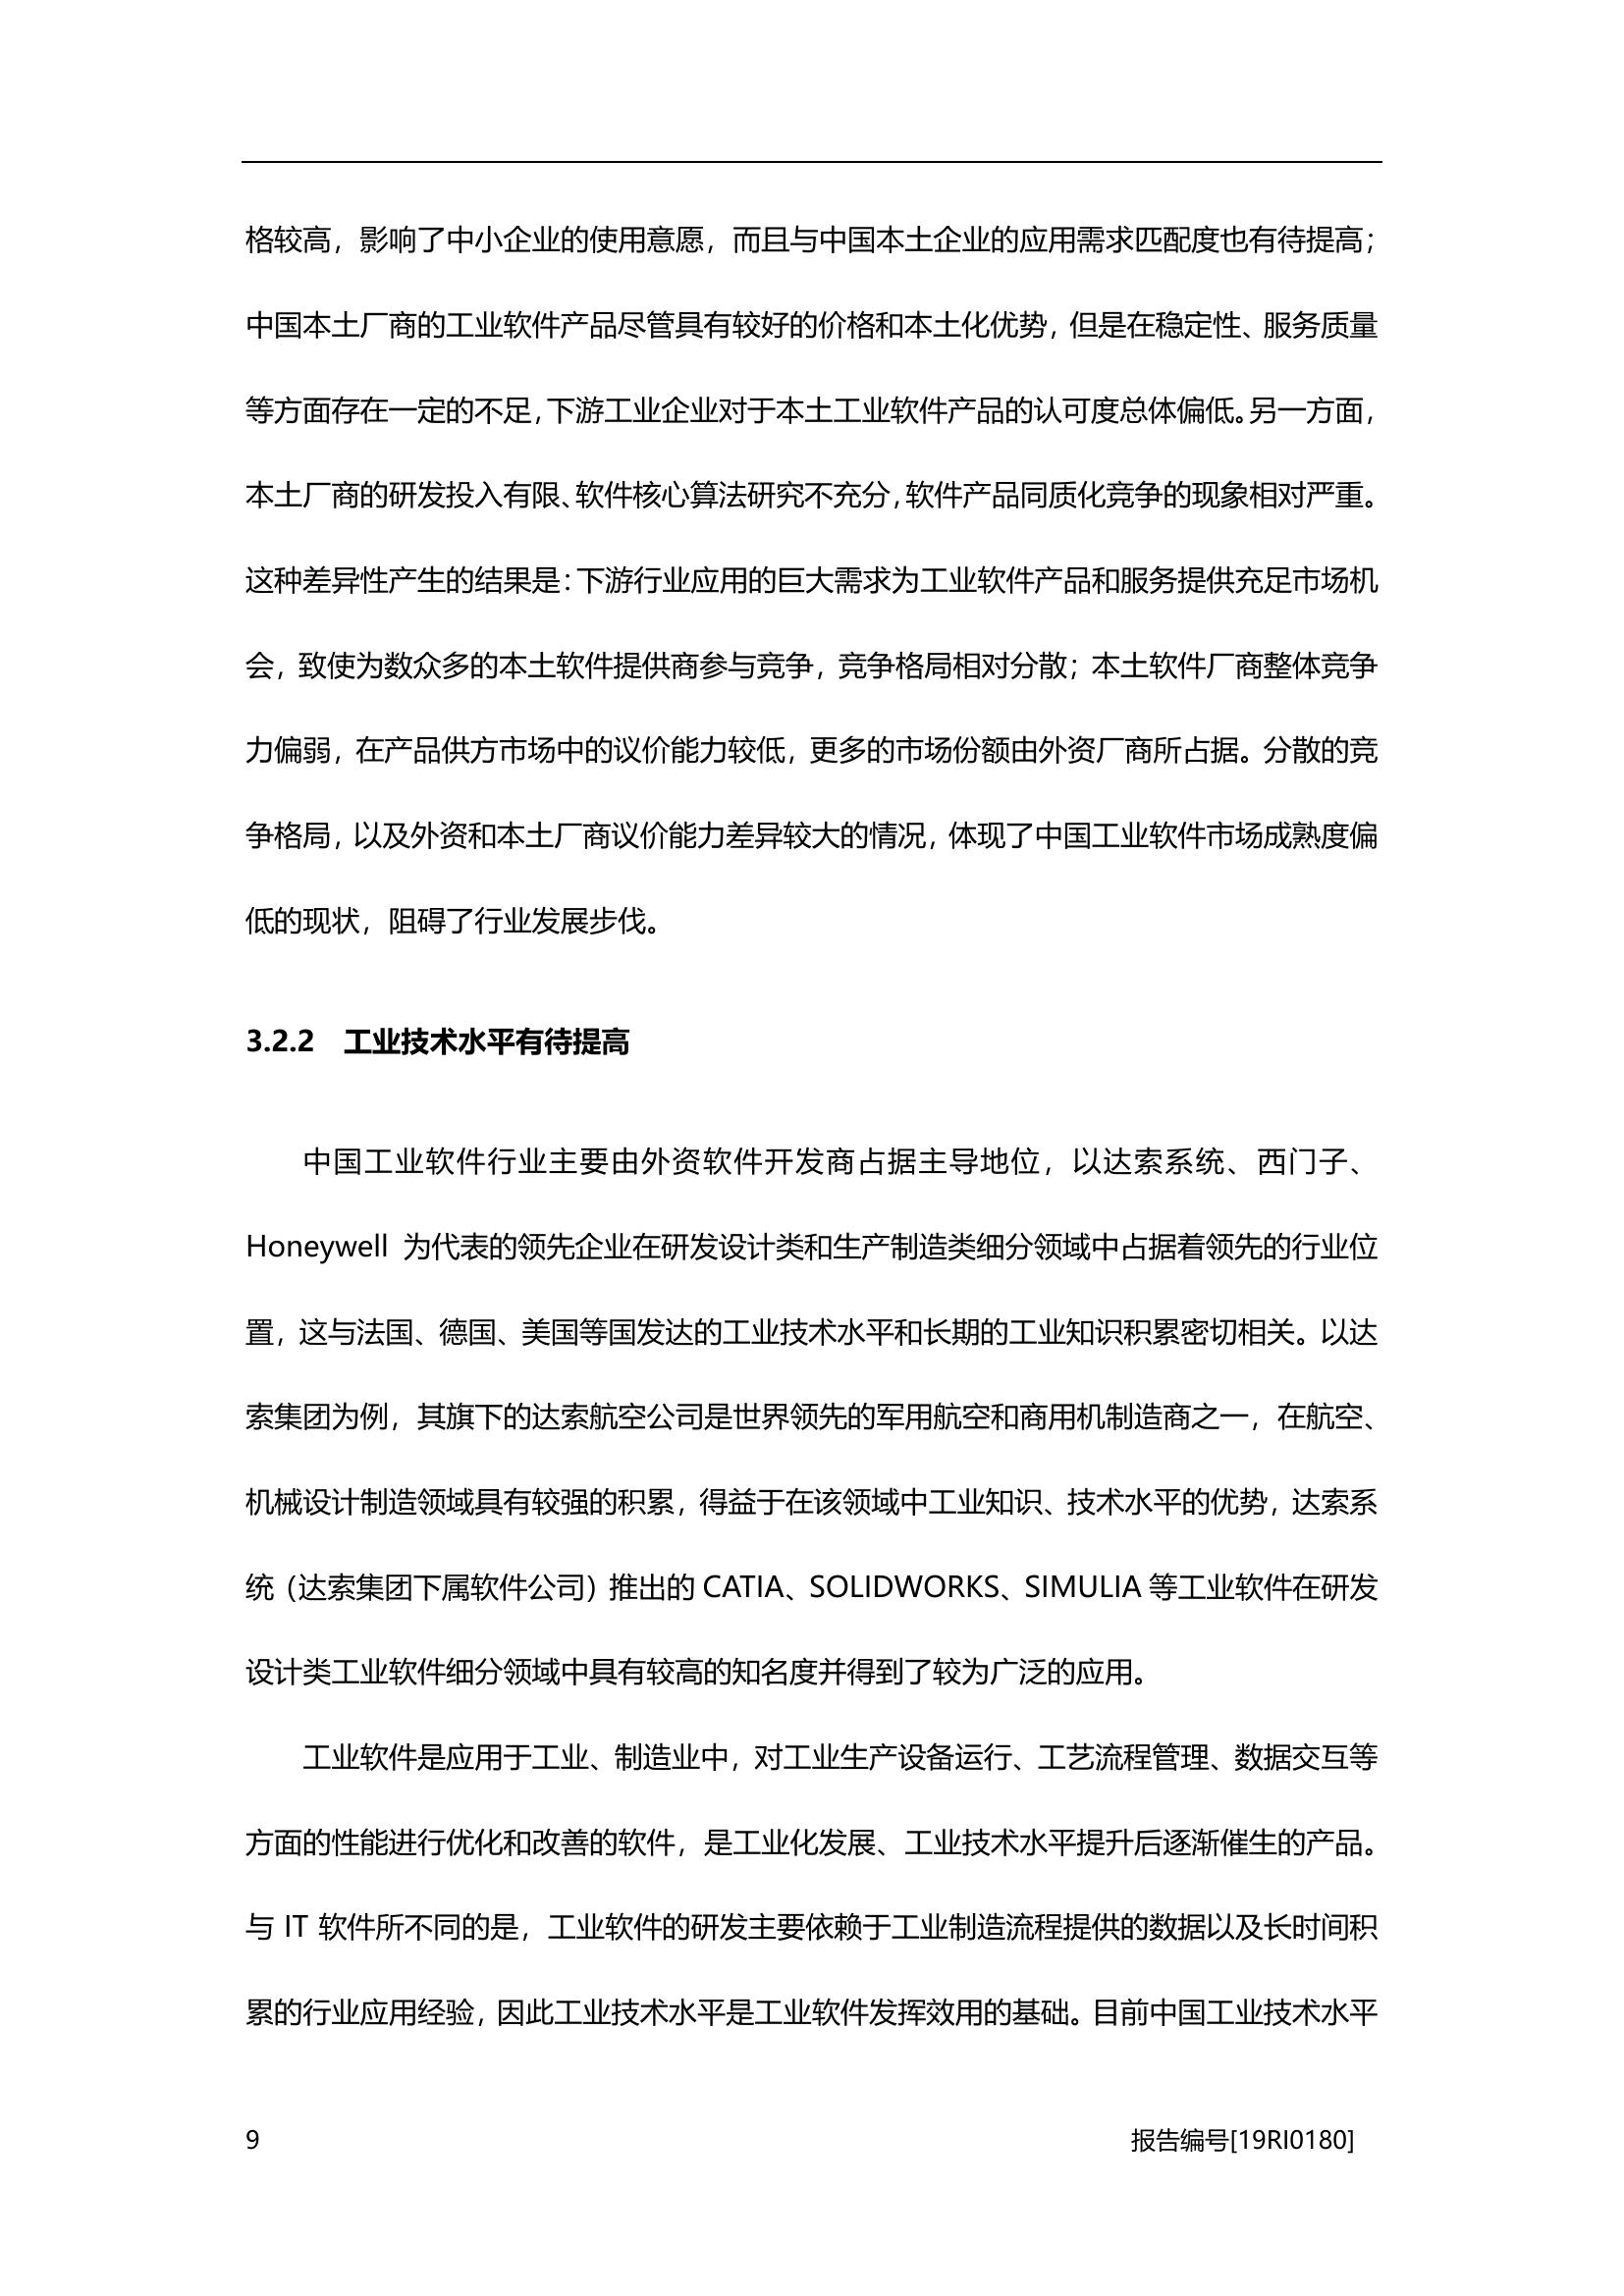 格较高，影响了中小企业的使用意愿，而且与中国本土企业的应用需求匹配度也有待提高；
中国本土厂商的工业软件产品尽管具有较好的价格和本土化优势，但是在稳定性、服务质量
等方面存在一定的不足，下游工业企业对于本土工业软件产品的认可度总体偏低。另一方面，
本土厂商的研发投入有限、软件核心算法研究不充分，软件产品同质化竞争的现象相对严重。
这种差异性产生的结果是：下游行业应用的巨大需求为工业软件产品和服务提供充足市场机
会，致使为数众多的本土软件提供商参与竞争，竞争格局相对分散；本土软件厂商整体竞争
力偏弱，在产品供方市场中的议价能力较低，更多的市场份额由外资厂商所占据。分散的竞
争格局，以及外资和本土厂商议价能力差异较大的情况，体现了中国工业软件市场成熟度偏
低的现状，阻碍了行业发展步伐。
3.2.2 工业技术水平有待提高
中国工业软件行业主要由外资软件开发商占据主导地位，以达索系统、西门子、
Honeywell 为代表的领先企业在研发设计类和生产制造类细分领域中占据着领先的行业位
置，这与法国、德国、美国等国发达的工业技术水平和长期的工业知识积累密切相关。以达
索集团为例，其旗下的达索航空公司是世界领先的军用航空和商用机制造商之一，在航空、
机械设计制造领域具有较强的积累，得益于在该领域中工业知识、技术水平的优势，达索系
统（达索集团下属软件公司）推出的 CATIA、SOLIDWORKS、SIMULIA 等工业软件在研发
设计类工业软件细分领域中具有较高的知名度并得到了较为广泛的应用。
工业软件是应用于工业、制造业中，对工业生产设备运行、工艺流程管理、数据交互等
方面的性能进行优化和改善的软件，是工业化发展、工业技术水平提升后逐渐催生的产品。
与 IT 软件所不同的是，工业软件的研发主要依赖于工业制造流程提供的数据以及长时间积
累的行业应用经验，因此工业技术水平是工业软件发挥效用的基础。目前中国工业技术水平
9 报告编号[19RI0180]